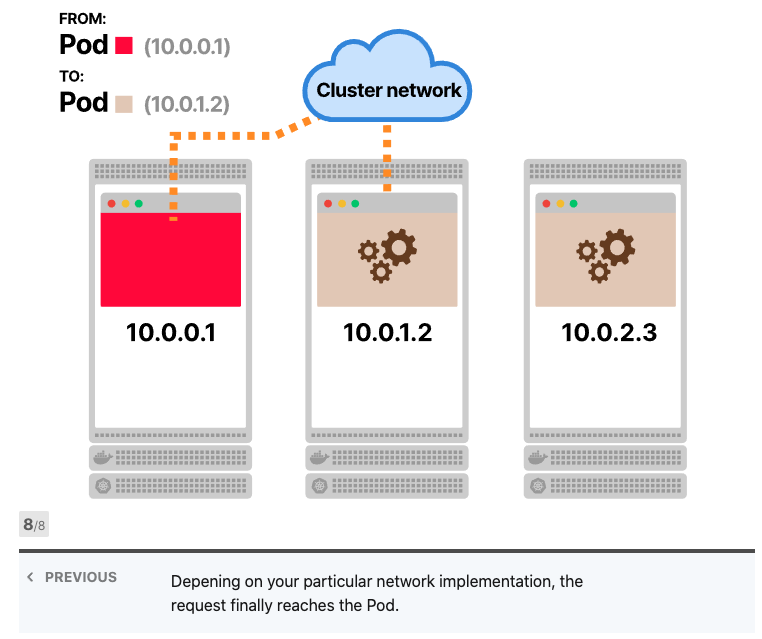 FROM:
Pod (10.0.0.1)
TO:
Pod (10.0.1.2)
Cluster network
10.0.0.1
10.0.1.2
10.0.2.3
8/8
PREVIOUS
Depening on your particular network implementation, the
request finally reaches the Pod.